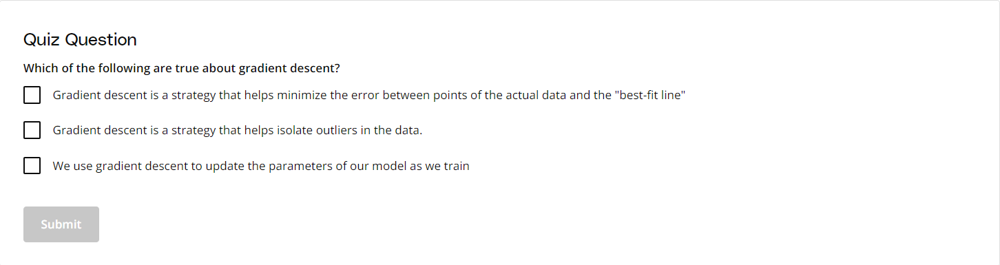 Quiz Question
Which of the following are true about gradient descent?
Gradient descent is a strategy that helps minimize the error between points of the actual data and the "best-fit line"
Gradient descent is a strategy that helps isolate outliers in the data.
We use gradient descent to update the parameters of our model as we train
Submit